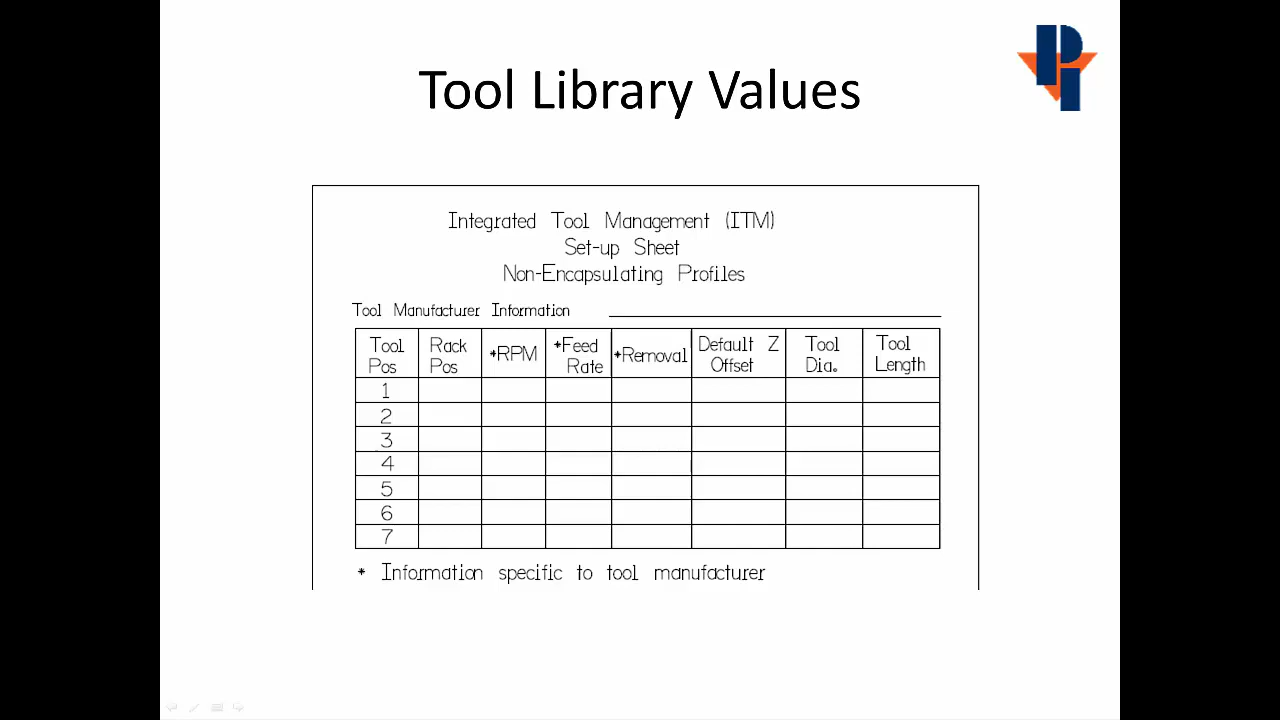 Tool Library Values
Integrated Tool Management (ITM)
Set-up Sheet
Non-Encapsulating Profiles
Tool Manufacturer Information
Tool Pos Rack Pos *RPM *Feed Rate *Removal Default Z Offset Tool Dia. Tool Length
1
2
3
4
5
6
7
* Information specific to tool manufacturer